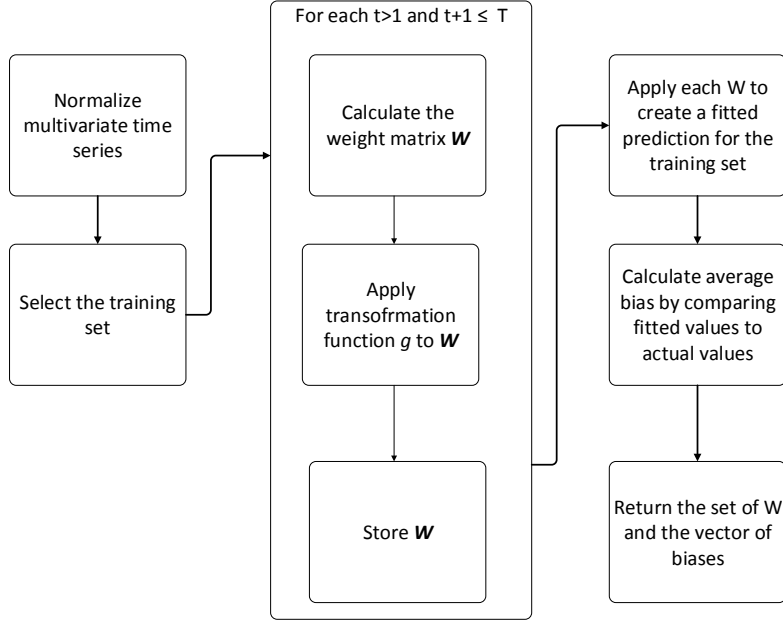 Normalize
multivariate time
series
Select the training
set
For each t>1 and t+1 ≤ T
Calculate the
weight matrix W
Apply
transofrmation
function g to W
Store W
Apply each W to
create a fitted
prediction for the
training set
Calculate average
bias by comparing
fitted values to
actual values
Return the set of W
and the vector of
biases